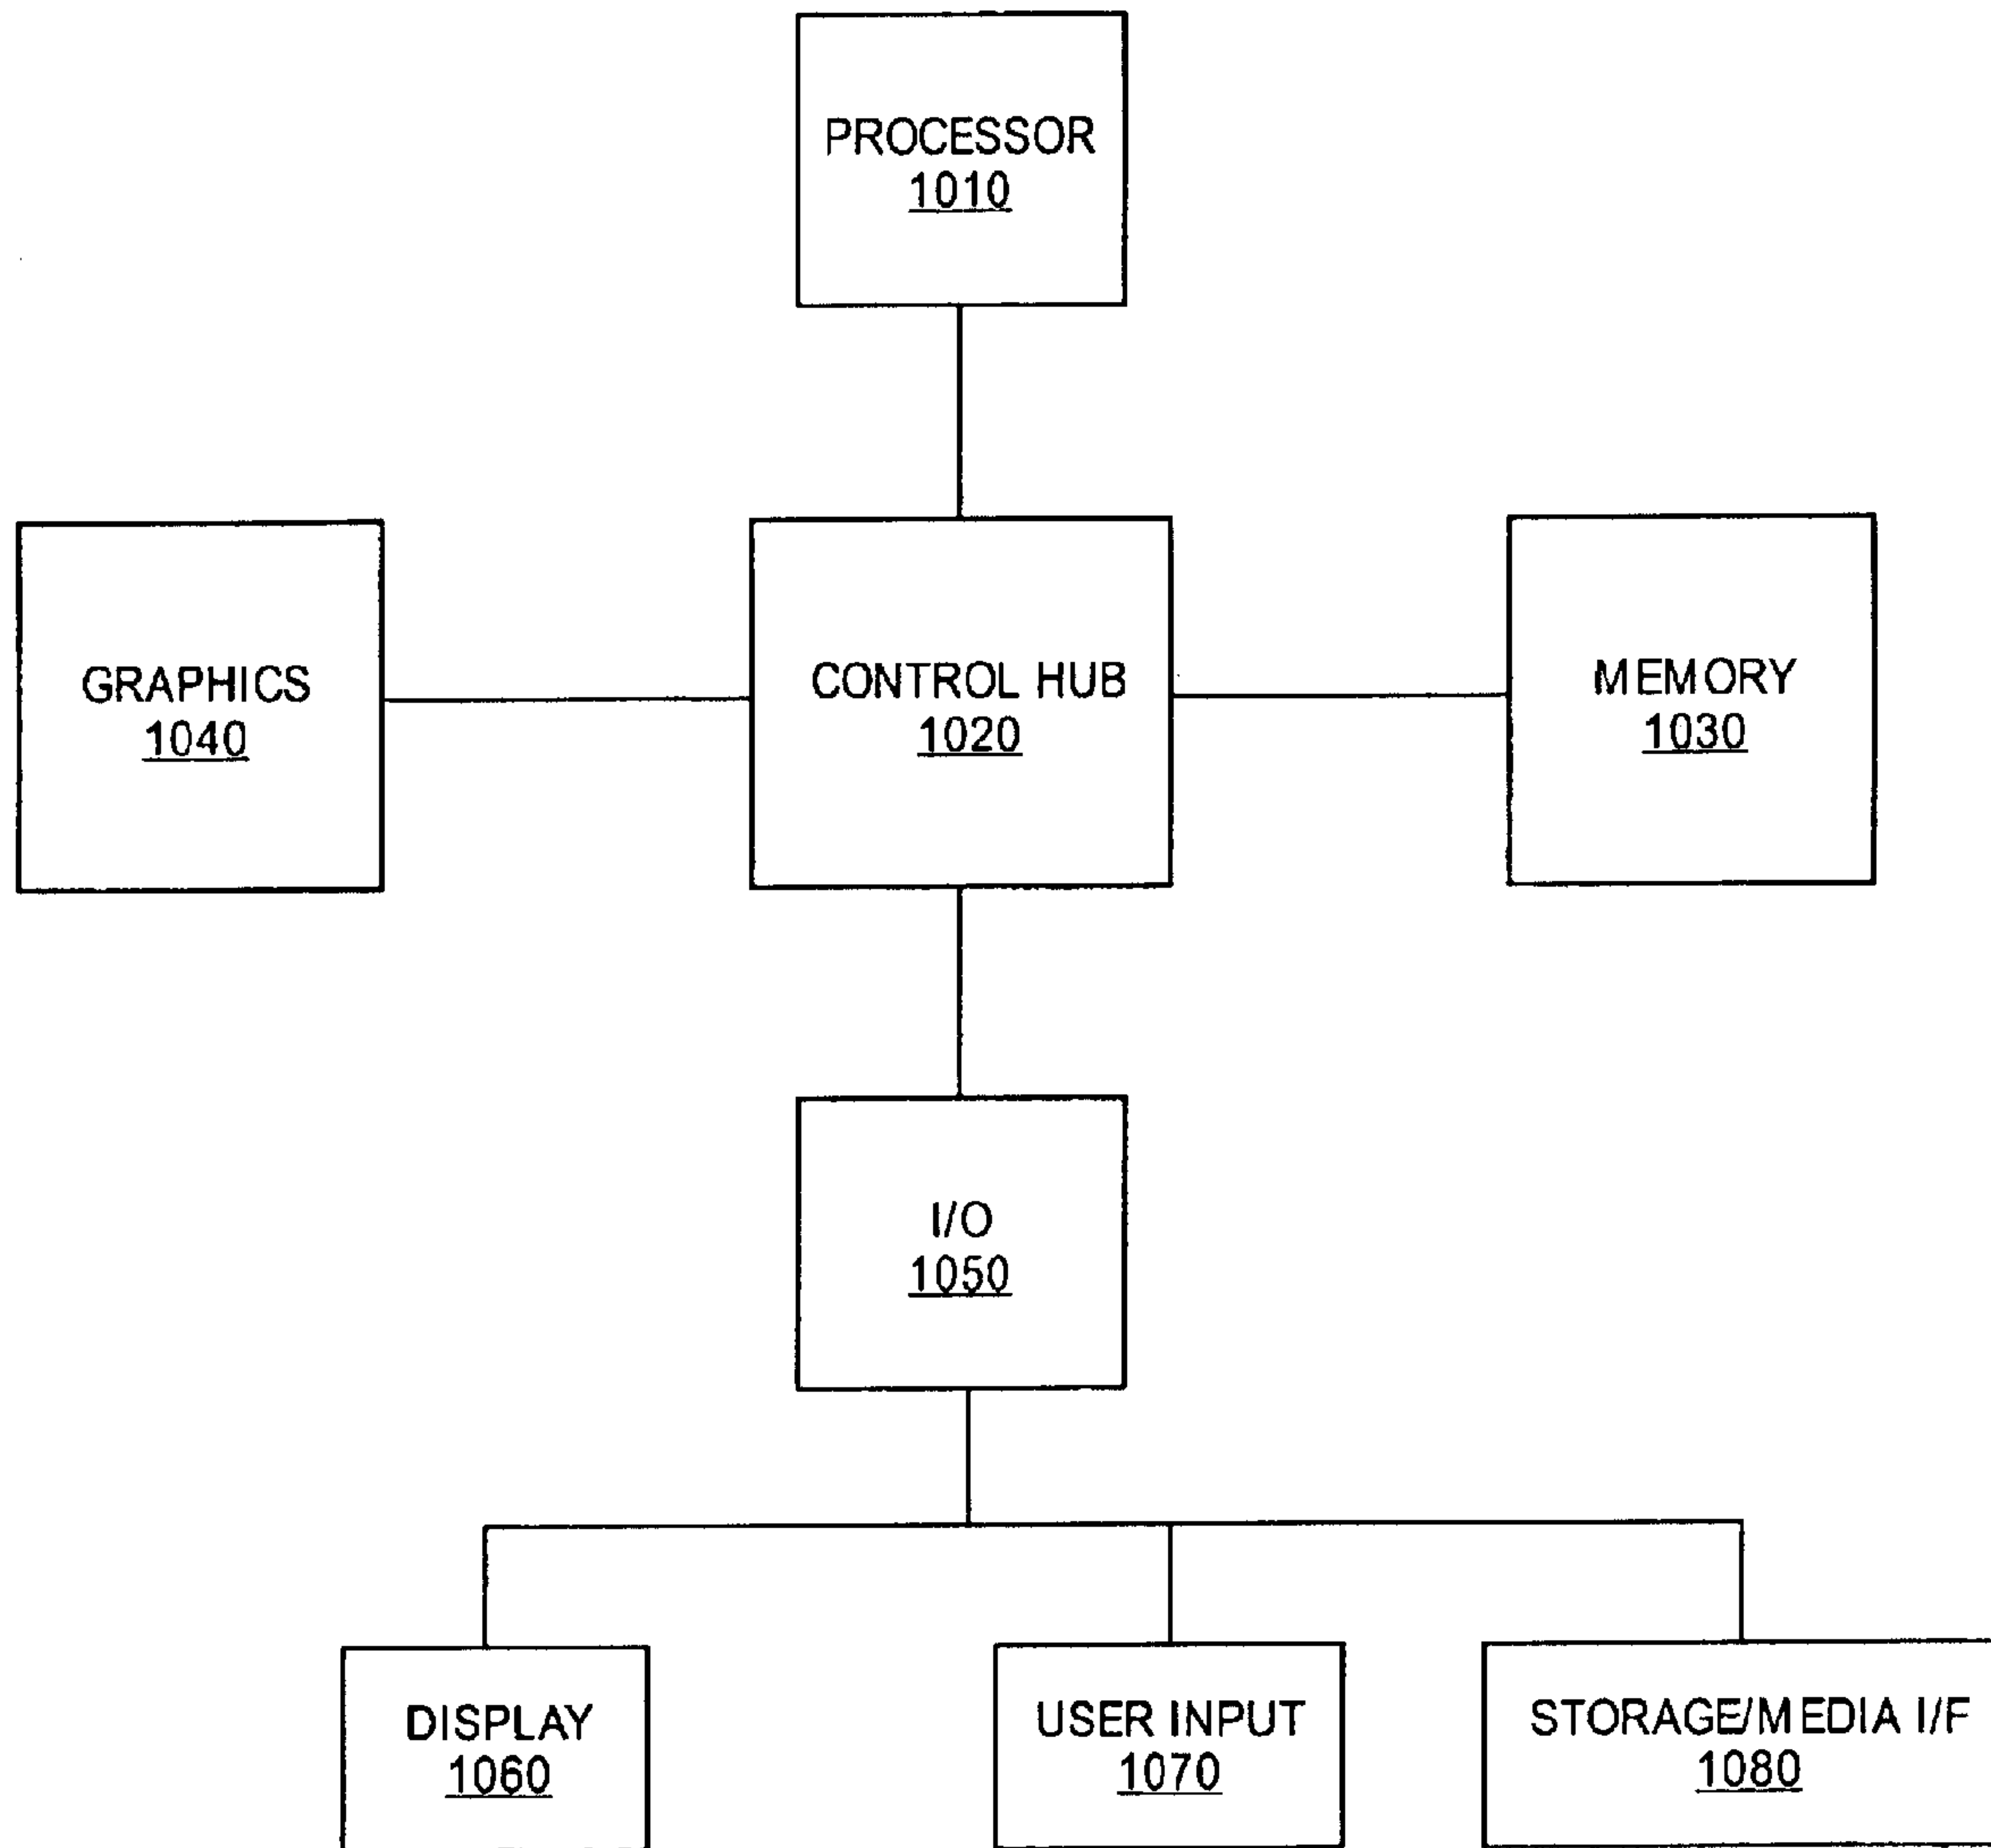 PROCESSOR
1010
GRAPHICS
1040
CONTROL HUB
1020
MEMORY
1030
I/O
1050
DISPLAY
1060
USER INPUT
1070
STORAGE/MEDIA I/F
1080